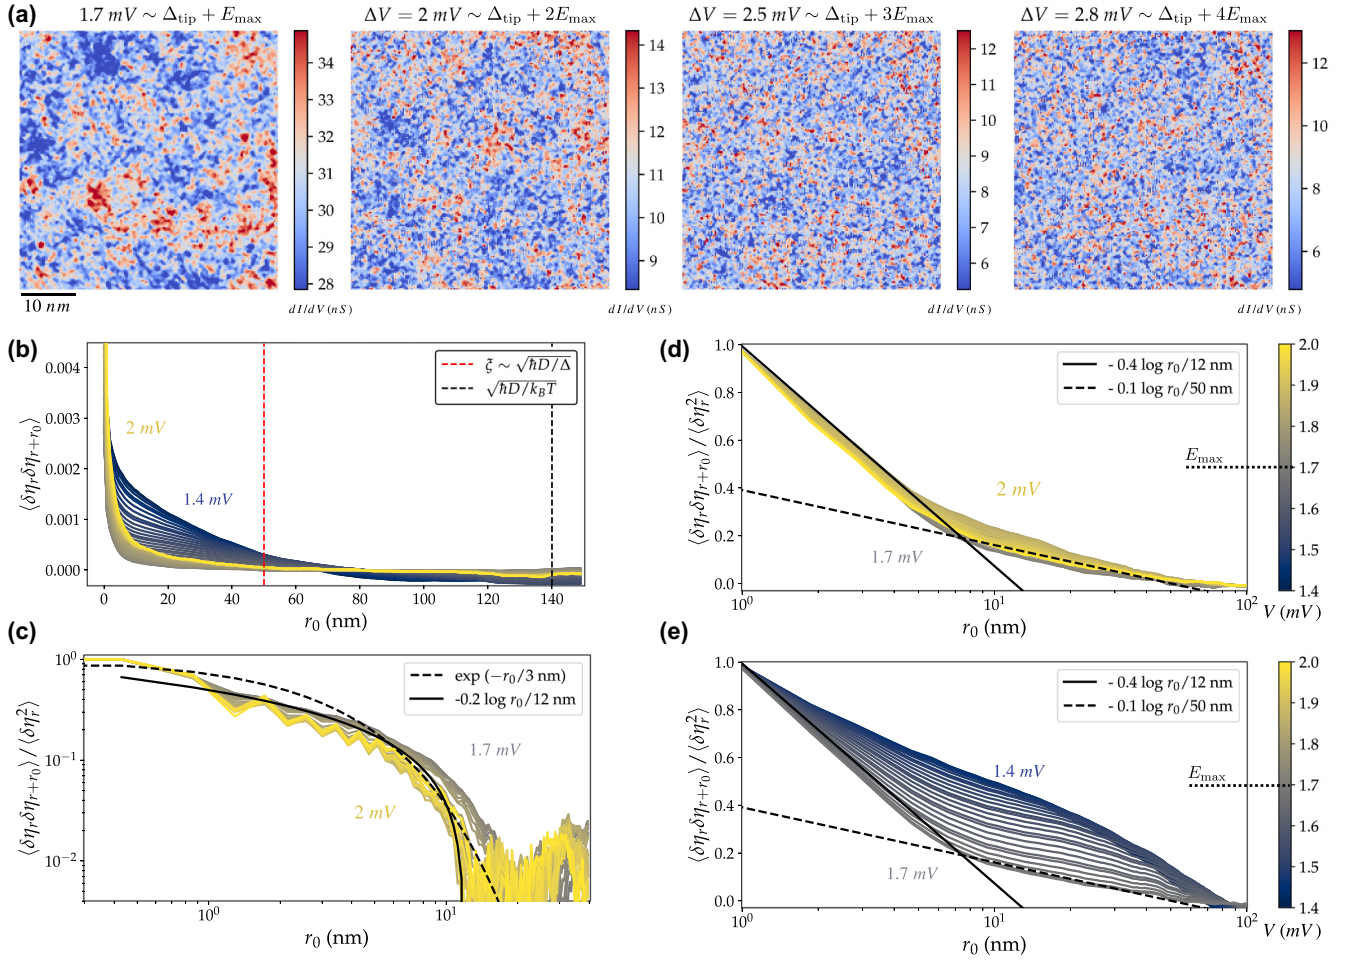 (a)
1.7 mV ∼ Δtip + Emax
ΔV = 2 mV ∼ Δtip + 2Emax
ΔV = 2.5 mV ∼ Δtip + 3Emax
ΔV = 2.8 mV ∼ Δtip + 4Emax
34
33
32
31
30
29
28
14
13
12
11
10
9
12
11
10
9
8
7
6
12
10
8
6
10 nm
dI/dV (nS)
dI/dV (nS)
dI/dV (nS)
dI/dV (nS)
(b)
⟨δηrδηr+r0⟩
0.004
0.003
0.002
0.001
0.000
2 mV
1.4 mV
ξ ∼ √ħD/Δ
√ħD/kBT
0 20 40 60 80 100 120 140
r0 (nm)
(c)
⟨δηrδηr+r0⟩ / ⟨δηr²⟩
10⁰
10⁻¹
10⁻²
exp (−r0/3 nm)
-0.2 log r0/12 nm
1.7 mV
2 mV
10⁰ 10¹
r0 (nm)
(d)
⟨δηrδηr+r0⟩ / ⟨δηr²⟩
1.0
0.8
0.6
0.4
0.2
0.0
- 0.4 log r0/12 nm
- 0.1 log r0/50 nm
Emax
2 mV
1.7 mV
10⁰ 10¹ 10²
r0 (nm)
2.0
1.9
1.8
1.7
1.6
1.5
1.4
V (mV)
(e)
⟨δηrδηr+r0⟩ / ⟨δηr²⟩
1.0
0.8
0.6
0.4
0.2
0.0
- 0.4 log r0/12 nm
- 0.1 log r0/50 nm
1.4 mV
Emax
1.7 mV
10⁰ 10¹ 10²
r0 (nm)
2.0
1.9
1.8
1.7
1.6
1.5
1.4
V (mV)